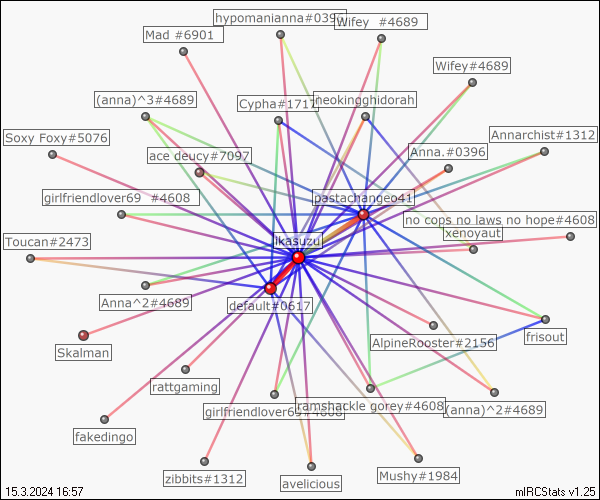 hypomanianna#039
Wifey  #4689
Mad #6901
Wifey#4689
(anna)^3#4689
Cypha#1717
neokingghidorah
Annarchist#1312
Soxy Foxy#5076
ace deucy#7097
Anna.#0396
girlfriendlover69  #4608
pastachangeo41
no cops no laws no hope#4608
xenoyaut
Toucan#2473
ikasuzu
Anna^2#4689
default#0617
frisout
AlpineRooster#2156
Skalman
rattgaming
girlfriendlover69#4608
ramshackle gorey#4608
(anna)^2#4689
fakedingo
zibbits#1312
avelicious
Mushy#1984
15.3.2024 16:57
mIRCStats v1.25